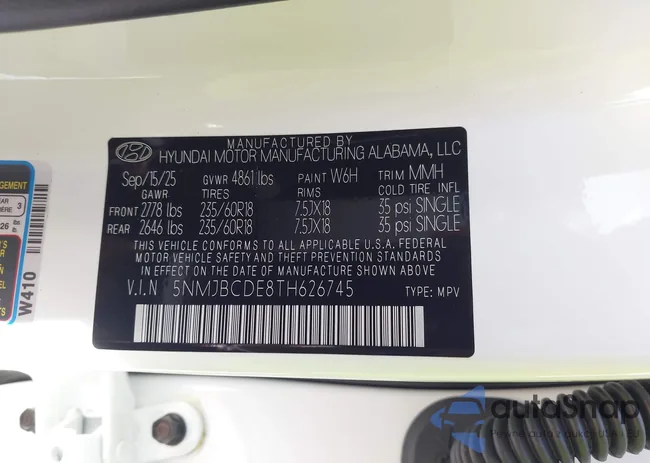 MANUFACTURED BY
HYUNDAI MOTOR MANUFACTURING ALABAMA, LLC
Sep/15/25 GVWR 4861 lbs PAINT W6H TRIM MMH
GAWR TIRES RIMS COLD TIRE INFL
FRONT 2778 lbs 235/60R18 7.5JX18 35 psi SINGLE
REAR 2646 lbs 235/60R18 7.5JX18 35 psi SINGLE
THIS VEHICLE CONFORMS TO ALL APPLICABLE U.S.A. FEDERAL
MOTOR VEHICLE SAFETY AND THEFT PREVENTION STANDARDS
IN EFFECT ON THE DATE OF MANUFACTURE SHOWN ABOVE.
V.I.N 5NMJBCDE8TH626745 TYPE: MPV
W410
autoSnap